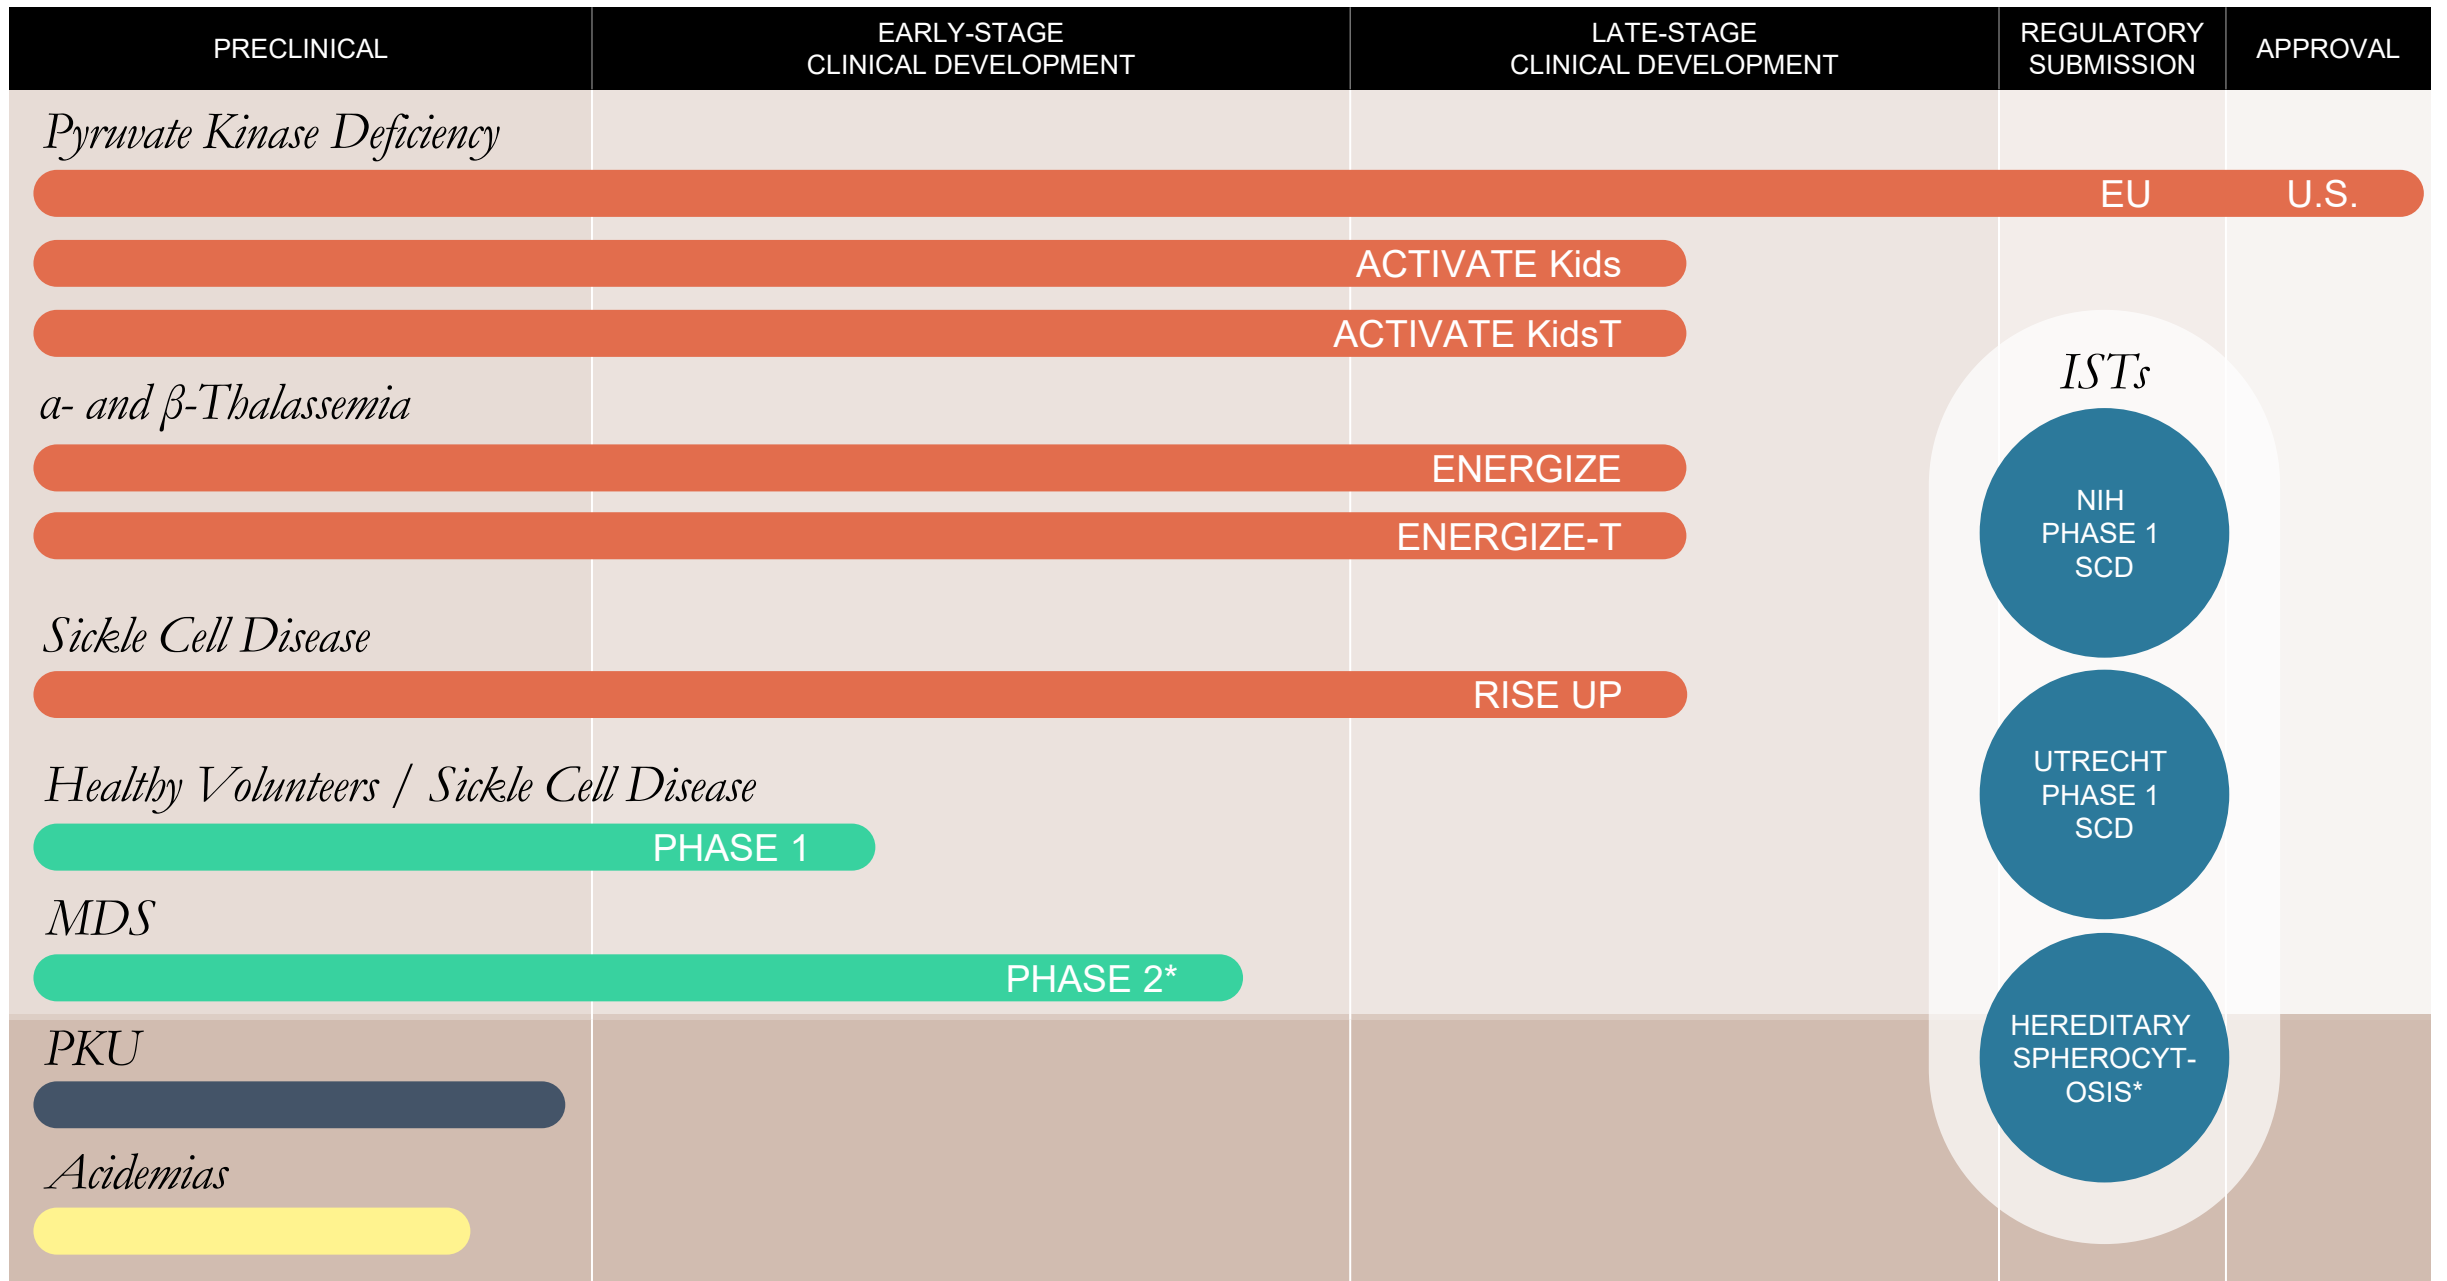 PRECLINICAL
EARLY-STAGE
CLINICAL DEVELOPMENT
LATE-STAGE
CLINICAL DEVELOPMENT
REGULATORY
SUBMISSION
APPROVAL
Pyruvate Kinase Deficiency
EU
U.S.
ACTIVATE Kids
ACTIVATE KidsT
α- and β-Thalassemia
ENERGIZE
ENERGIZE-T
Sickle Cell Disease
RISE UP
Healthy Volunteers / Sickle Cell Disease
PHASE 1
MDS
PHASE 2*
PKU
Acidemias
ISTs
NIH
PHASE 1
SCD
UTRECHT
PHASE 1
SCD
HEREDITARY
SPHEROCYT-
OSIS*